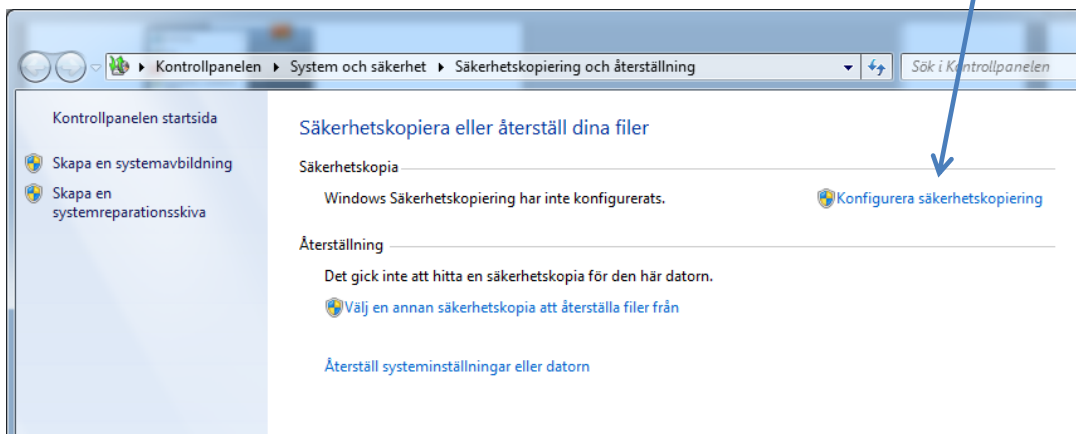 Kontrollpanelen ▸ System och säkerhet ▸ Säkerhetskopiering och återställning
Sök i Kontrollpanelen
Kontrollpanelen startsida
Skapa en systemavbildning
Skapa en
systemreparationsskiva
Säkerhetskopiera eller återställ dina filer
Säkerhetskopia
Windows Säkerhetskopiering har inte konfigurerats.
Konfigurera säkerhetskopiering
Återställning
Det gick inte att hitta en säkerhetskopia för den här datorn.
Välj en annan säkerhetskopia att återställa filer från
Återställ systeminställningar eller datorn